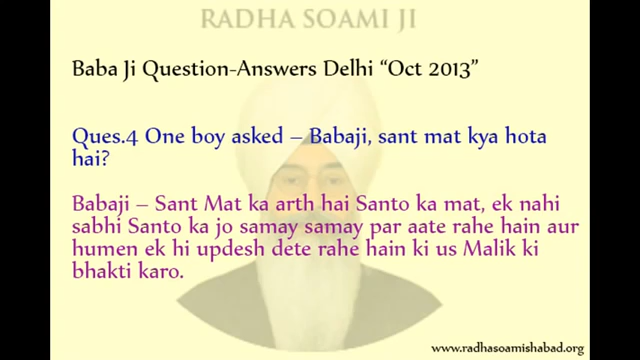 RADHA SOAMI JI
Baba Ji Question-Answers Delhi “Oct 2013”
Ques.4 One boy asked – Babaji, sant mat kya hota
hai?
Babaji – Sant Mat ka arth hai Santo ka mat, ek nahi
sabhi Santo ka jo samay samay par aate rahe hain aur
humen ek hi updesh dete rahe hain ki us Malik ki
bhakti karo.
www.radhasoamishabad.org